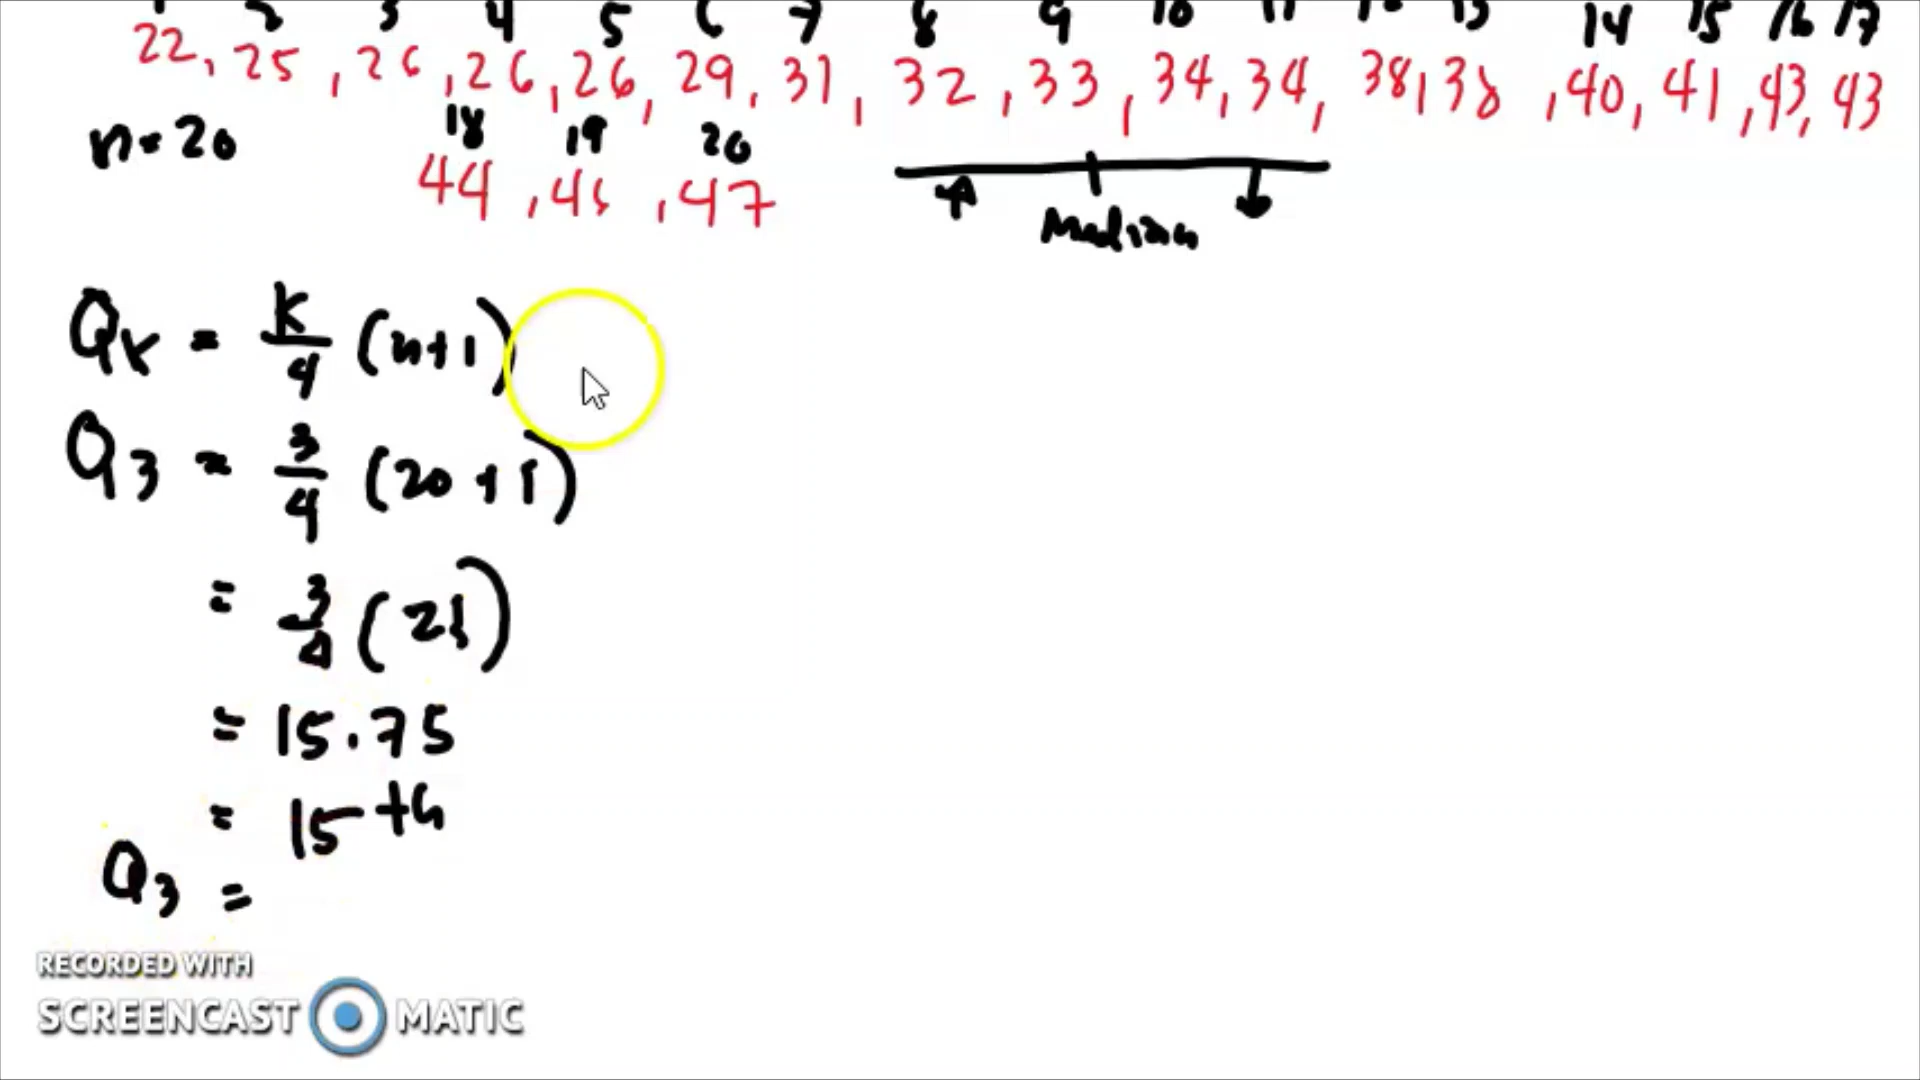 1 2 3 4 5 6 7 8 9 10 11 12 13 14 15 16 17
22, 25, 26, 26, 26, 29, 31, 32, 33, 34, 34, 38, 38, 40, 41, 43, 43
18 19 20
n = 20
44, 45, 47
Median
Qk = k/4 (n+1)
Q3 = 3/4 (20+1)
= 3/4 (21)
= 15.75
= 15th
Q3 =
RECORDED WITH
SCREENCAST MATIC